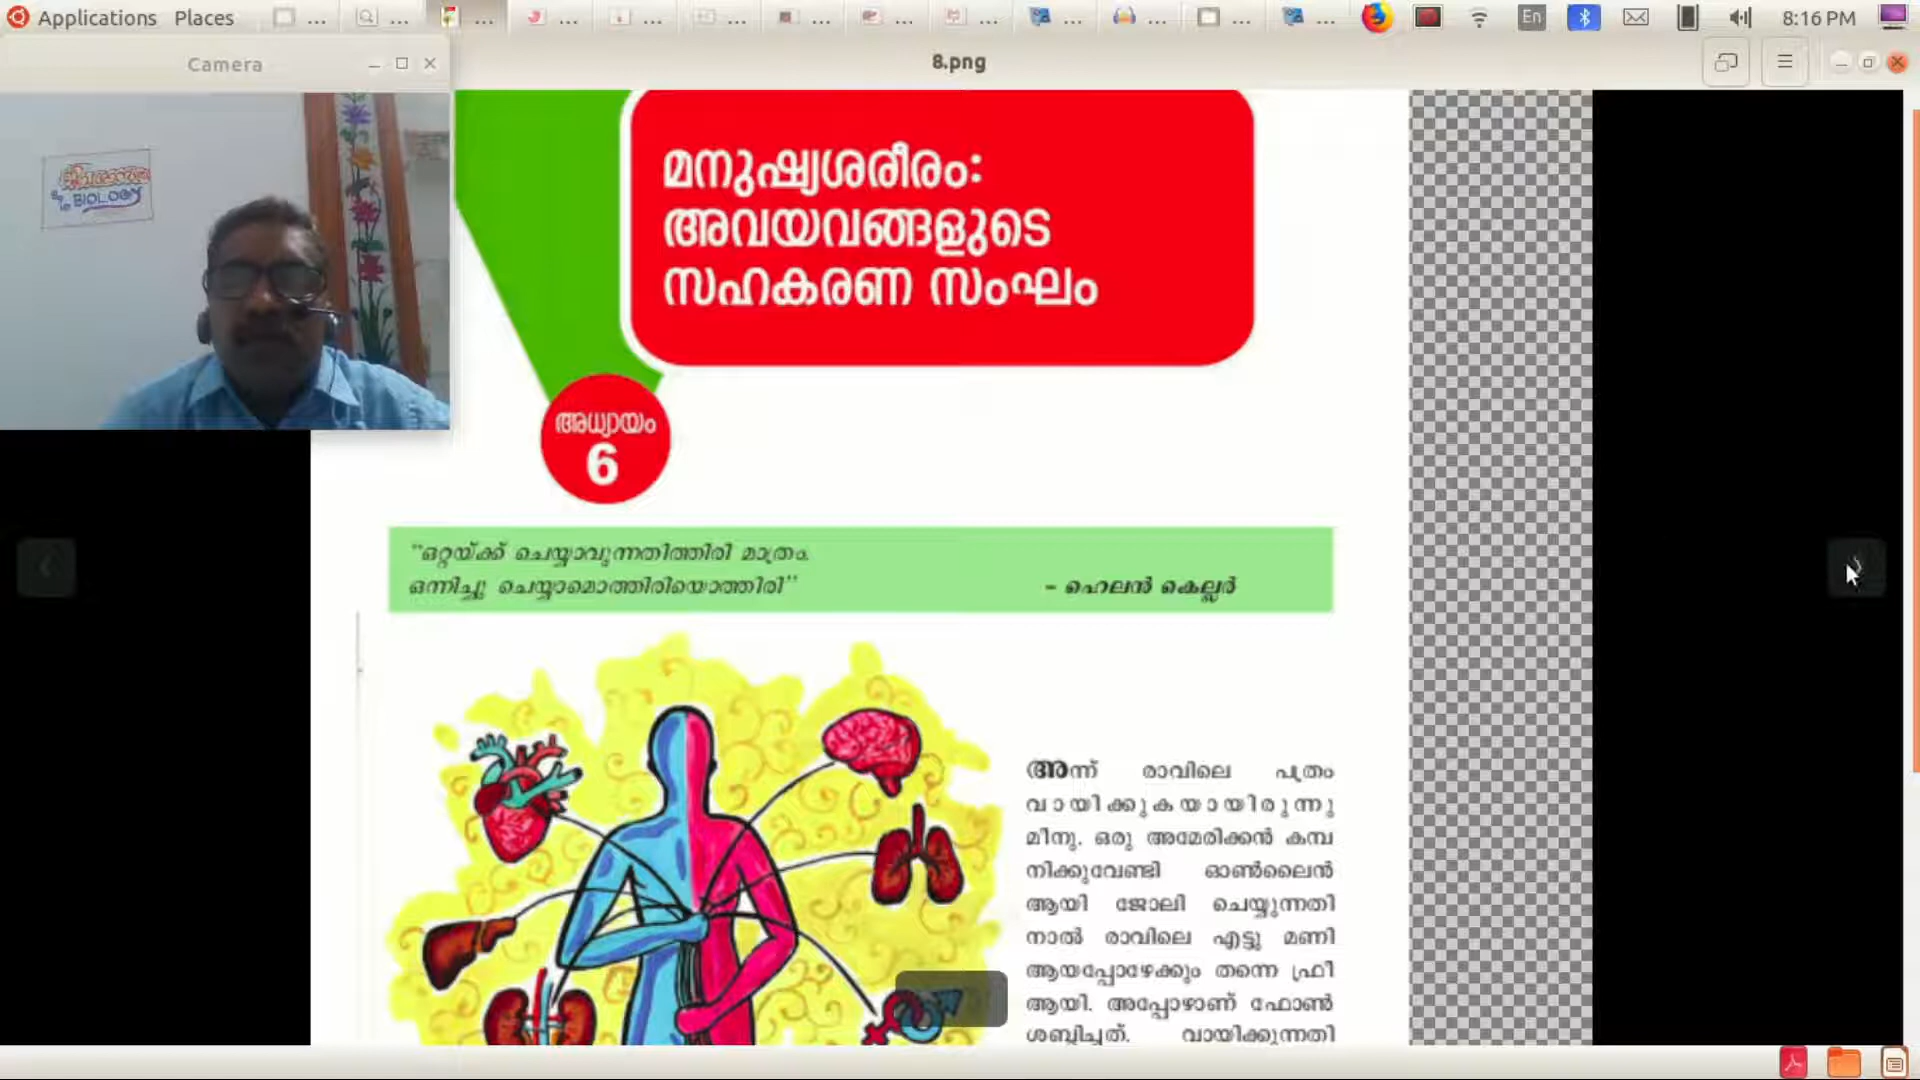 Applications Places
En
8:16 PM
Camera
8.png
BIOLOGY
മനുഷ്യശരീരം:
അവയവങ്ങളുടെ
സഹകരണ സംഘം
അധ്യായം
6
"ഒറ്റയ്ക്ക് ചെയ്യാവുന്നതിത്തിരി മാത്രം.
ഒന്നിച്ചു ചെയ്യാമൊത്തിരിയൊത്തിരി"
- ഹെലൻ കെല്ലർ
അന്ന് രാവിലെ പത്രം
വായിക്കുകയായിരുന്നു
മീനു. ഒരു അമേരിക്കൻ കമ്പ
നിക്കുവേണ്ടി ഓൺലൈൻ
ആയി ജോലി ചെയ്യുന്നതി
നാൽ രാവിലെ എട്ടു മണി
ആയപ്പോഴേക്കും തന്നെ ഫ്രീ
ആയി. അപ്പോഴാണ് ഫോൺ
ശബ്ദിച്ചത്. വായിക്കുന്നതി